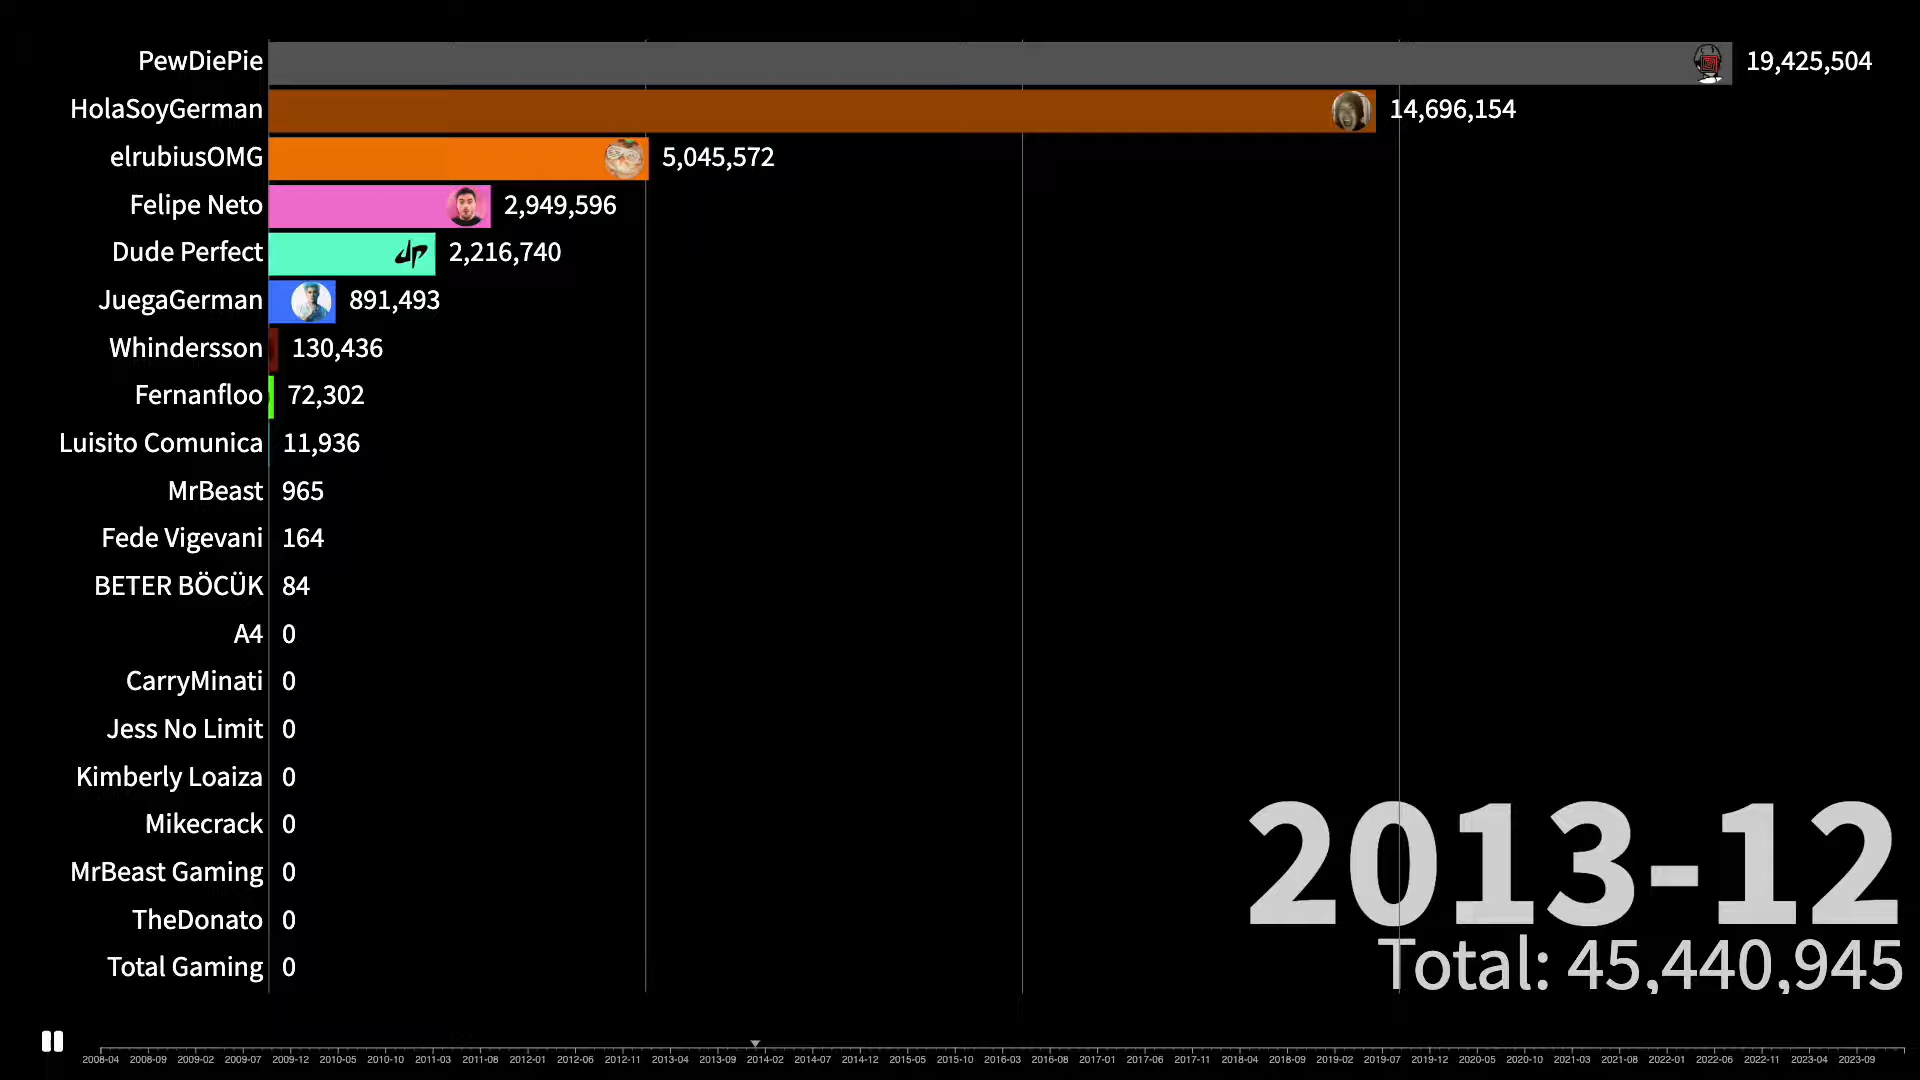 PewDiePie 19,425,504
HolaSoyGerman 14,696,154
elrubiusOMG 5,045,572
Felipe Neto 2,949,596
Dude Perfect dp 2,216,740
JuegaGerman 891,493
Whindersson 130,436
Fernanfloo 72,302
Luisito Comunica 11,936
MrBeast 965
Fede Vigevani 164
BETER BÖCÜK 84
A4 0
CarryMinati 0
Jess No Limit 0
Kimberly Loaiza 0
Mikecrack 0
MrBeast Gaming 0
TheDonato 0
Total Gaming 0
2013-12
Total: 45,440,945
2008-04 2008-09 2009-02 2009-07 2009-12 2010-05 2010-10 2011-03 2011-08 2012-01 2012-06 2012-11 2013-04 2013-09 2014-02 2014-07 2014-12 2015-05 2015-10 2016-03 2016-08 2017-01 2017-06 2017-11 2018-04 2018-09 2019-02 2019-07 2019-12 2020-05 2020-10 2021-03 2021-08 2022-01 2022-06 2022-11 2023-04 2023-09